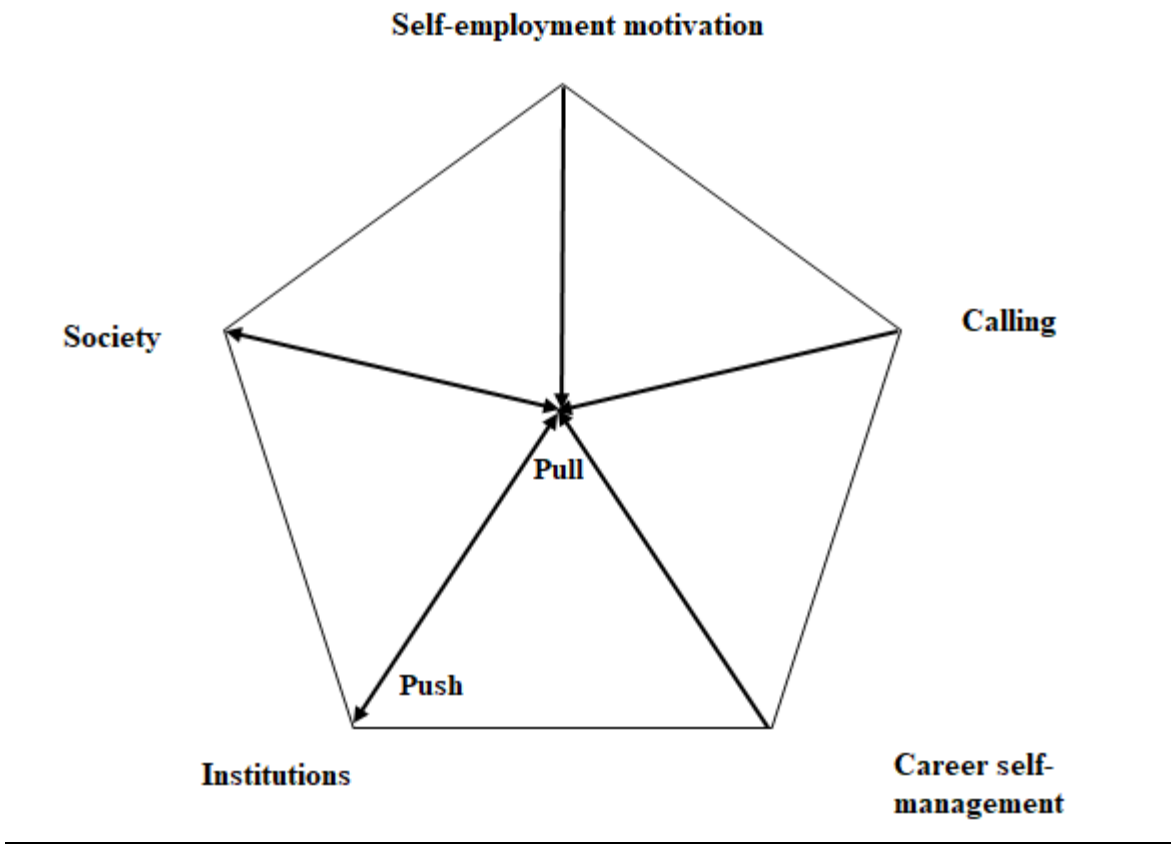 Self-employment motivation
Calling
Society
Pull
Push
Institutions
Career self-
management